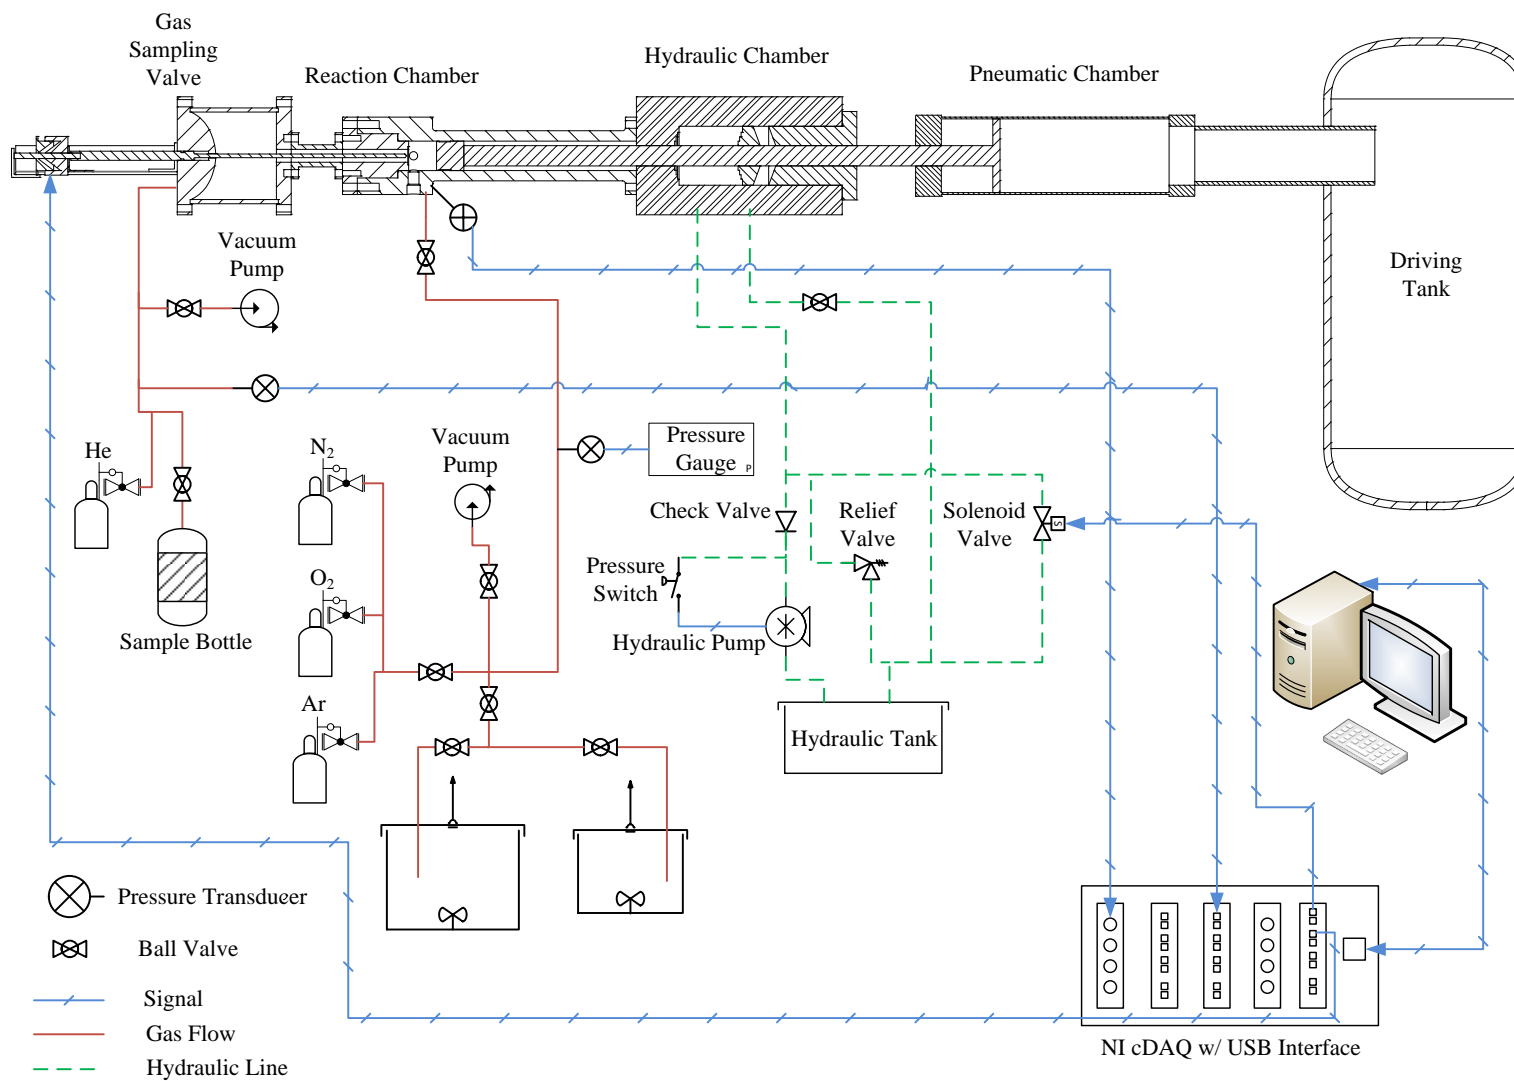 Gas
Sampling
Valve
Reaction Chamber
Hydraulic Chamber
Pneumatic Chamber
Vacuum
Pump
Driving
Tank
He
N2
Vacuum
Pump
Pressure
Gauge P
Check Valve
Relief
Valve
Solenoid
Valve
S
O2
Pressure
Switch
Sample Bottle
Hydraulic Pump
Ar
Hydraulic Tank
Pressure Transducer
Ball Valve
Signal
Gas Flow
Hydraulic Line
NI cDAQ w/ USB Interface